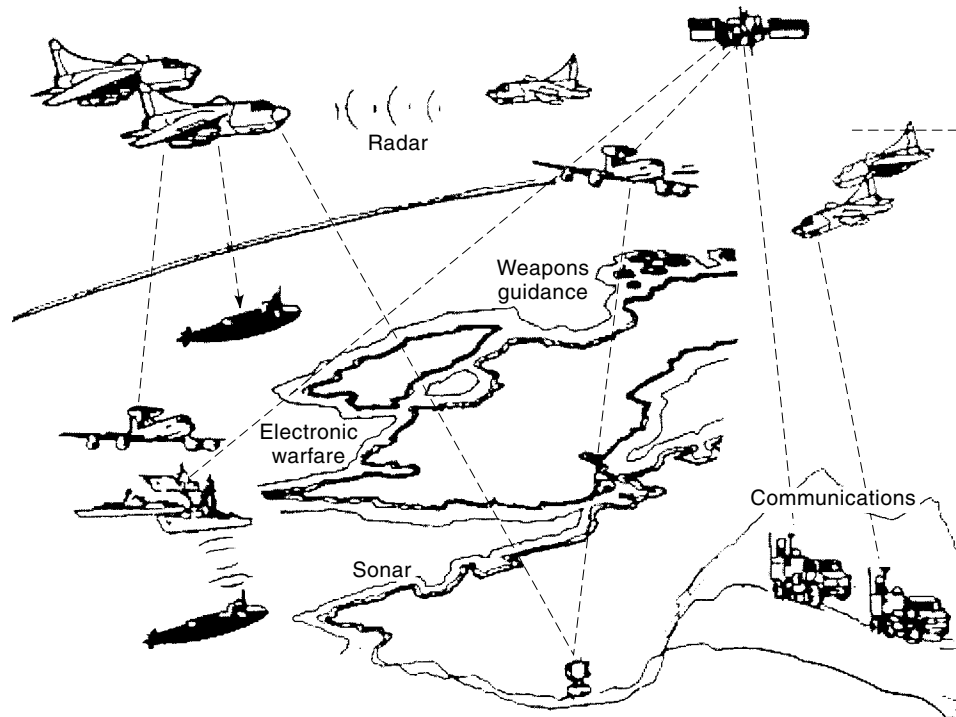 Radar
Weapons
guidance
Electronic
warfare
Communications
Sonar